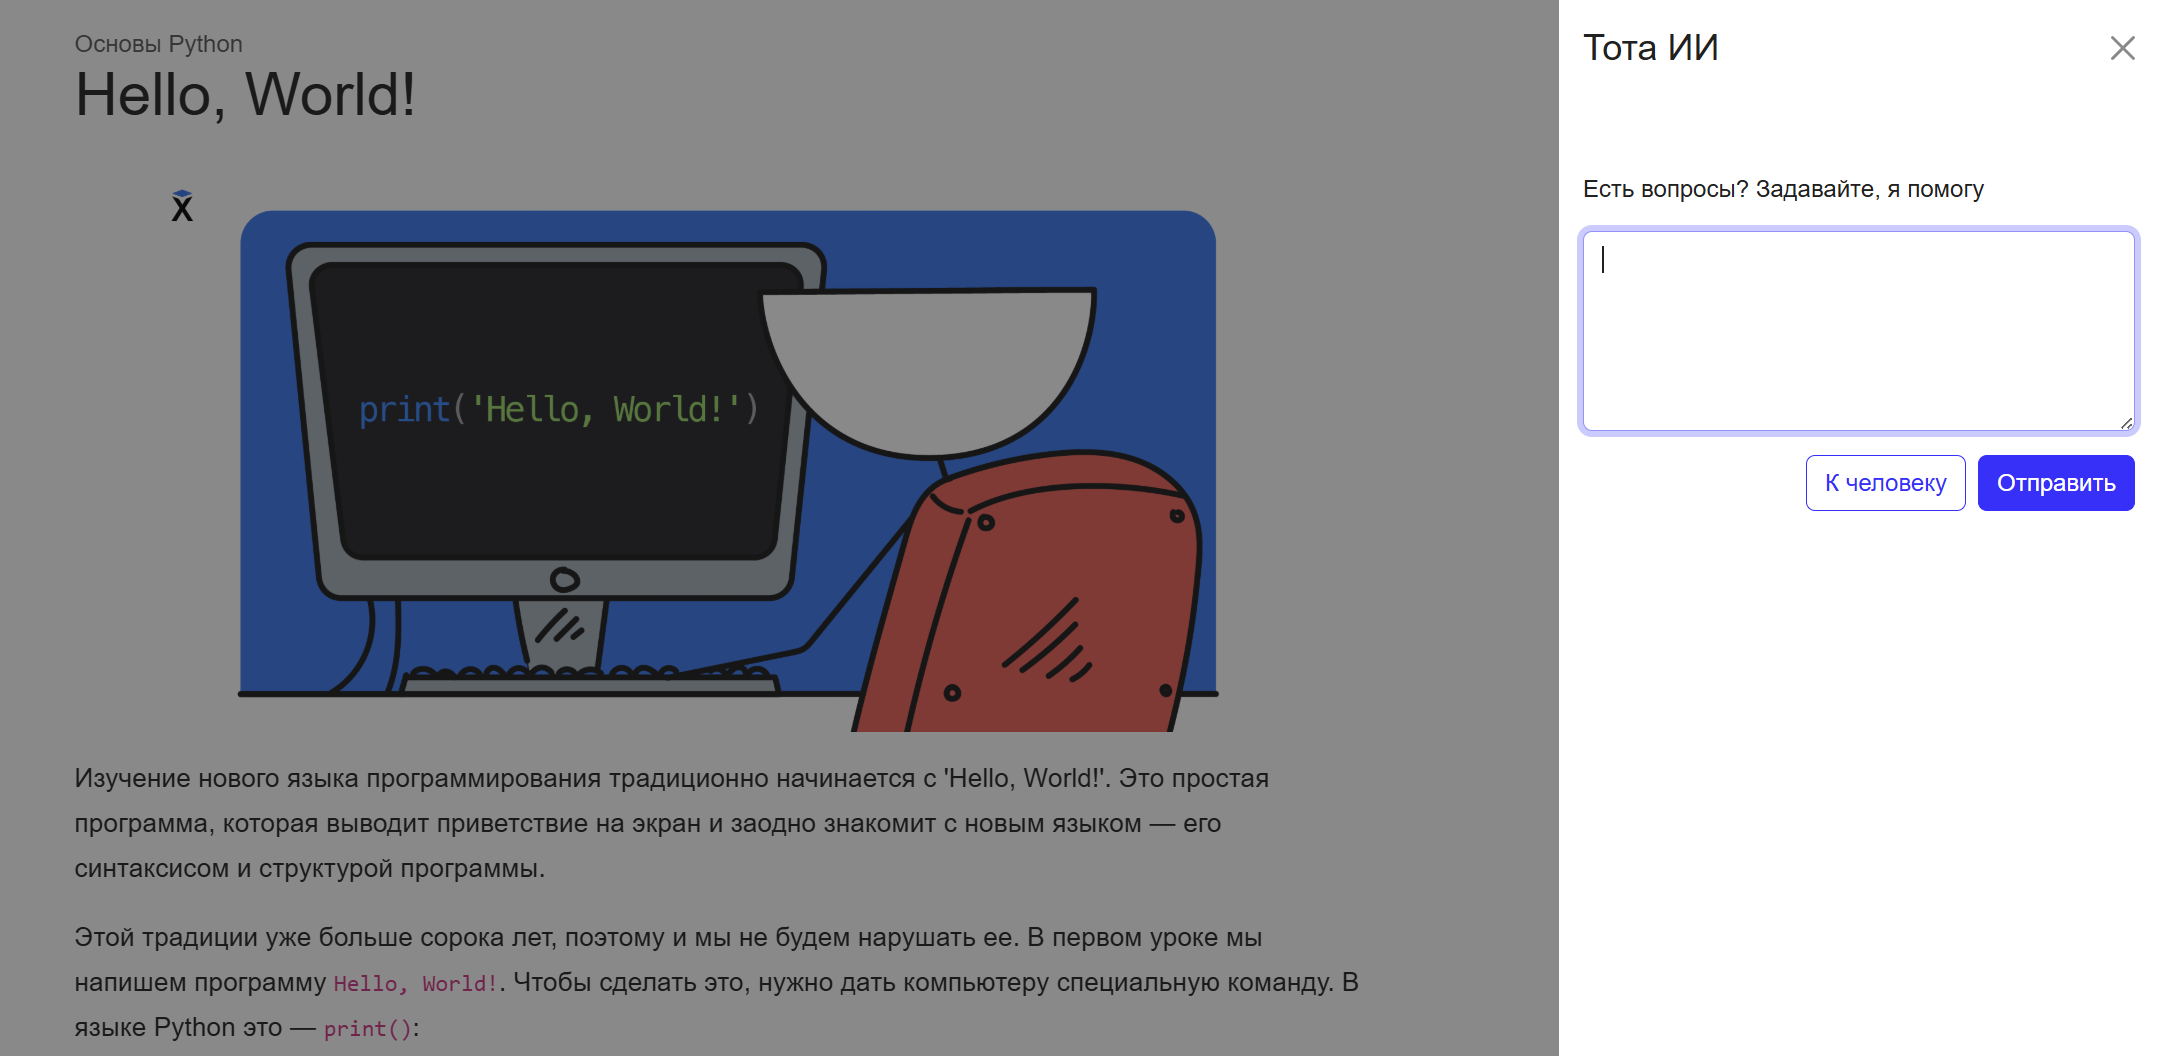 Основы Python
Hello, World!
print('Hello, World!')
Изучение нового языка программирования традиционно начинается с 'Hello, World!'. Это простая
программа, которая выводит приветствие на экран и заодно знакомит с новым языком — его
синтаксисом и структурой программы.
Этой традиции уже больше сорока лет, поэтому и мы не будем нарушать ее. В первом уроке мы
напишем программу Hello, World!. Чтобы сделать это, нужно дать компьютеру специальную команду. В
языке Python это — print():
Тота ИИ
Есть вопросы? Задавайте, я помогу
К человеку
Отправить